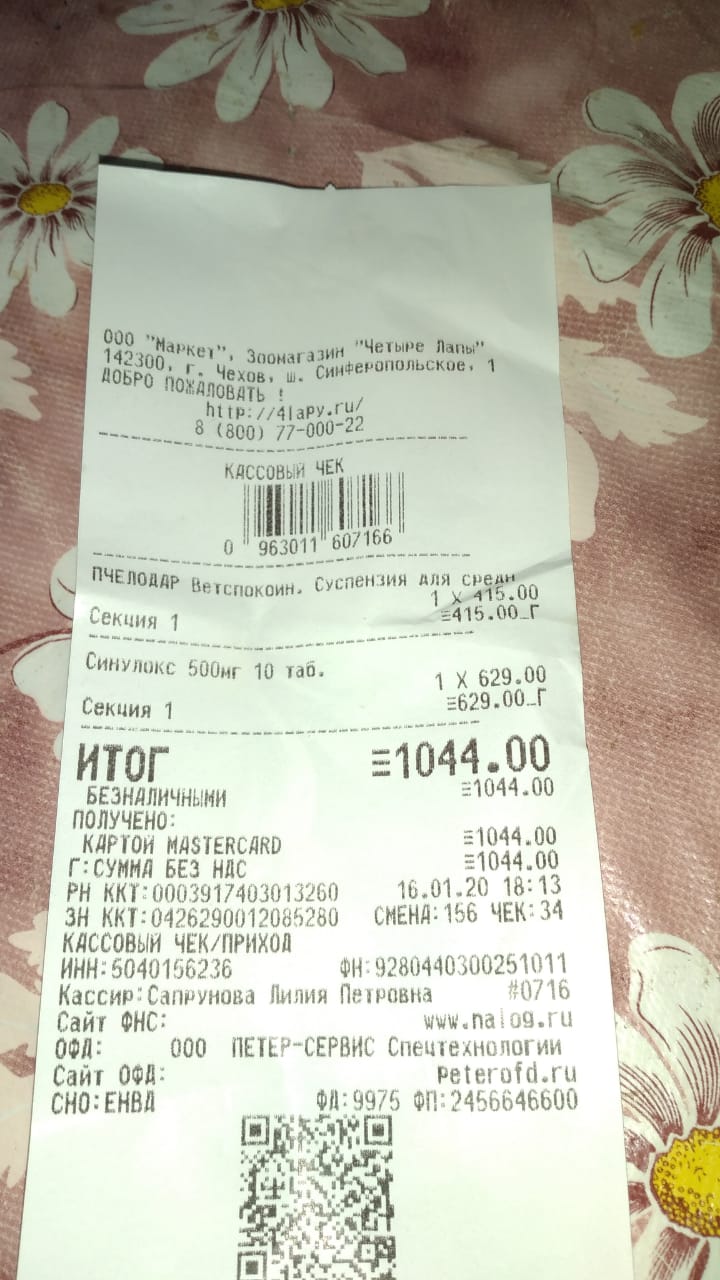 ООО "Маркет", Зоомагазин "Четыре Лапы"
142300, г. Чехов, ш. Симферопольское, 1
ДОБРО ПОЖАЛОВАТЬ !
http://4lapy.ru/
8 (800) 77-000-22
КАССОВЫЙ ЧЕК
0 963011 607166
ПЧЕЛОДАР Ветспокоин. Суспензия для средн
1 X 415.00
Секция 1 ≡415.00_Г
Синулокс 500мг 10 таб.
1 X 629.00
Секция 1 ≡629.00_Г
ИТОГ ≡1044.00
БЕЗНАЛИЧНЫМИ ≡1044.00
ПОЛУЧЕНО:
КАРТОЙ MASTERCARD ≡1044.00
Г:СУММА БЕЗ НДС ≡1044.00
РН ККТ:0003917403013260 16.01.20 18:13
ЗН ККТ:0426290012085280 СМЕНА:156 ЧЕК:34
КАССОВЫЙ ЧЕК/ПРИХОД
ИНН:5040156236 ФН:9280440300251011
Кассир:Сапрунова Лилия Петровна #0716
Сайт ФНС: www.nalog.ru
ОФД: ООО ПЕТЕР-СЕРВИС Спецтехнологии
Сайт ОФД: Peterofd.ru
СНО:ЕНВД ФД:9975 ФП:2456646600